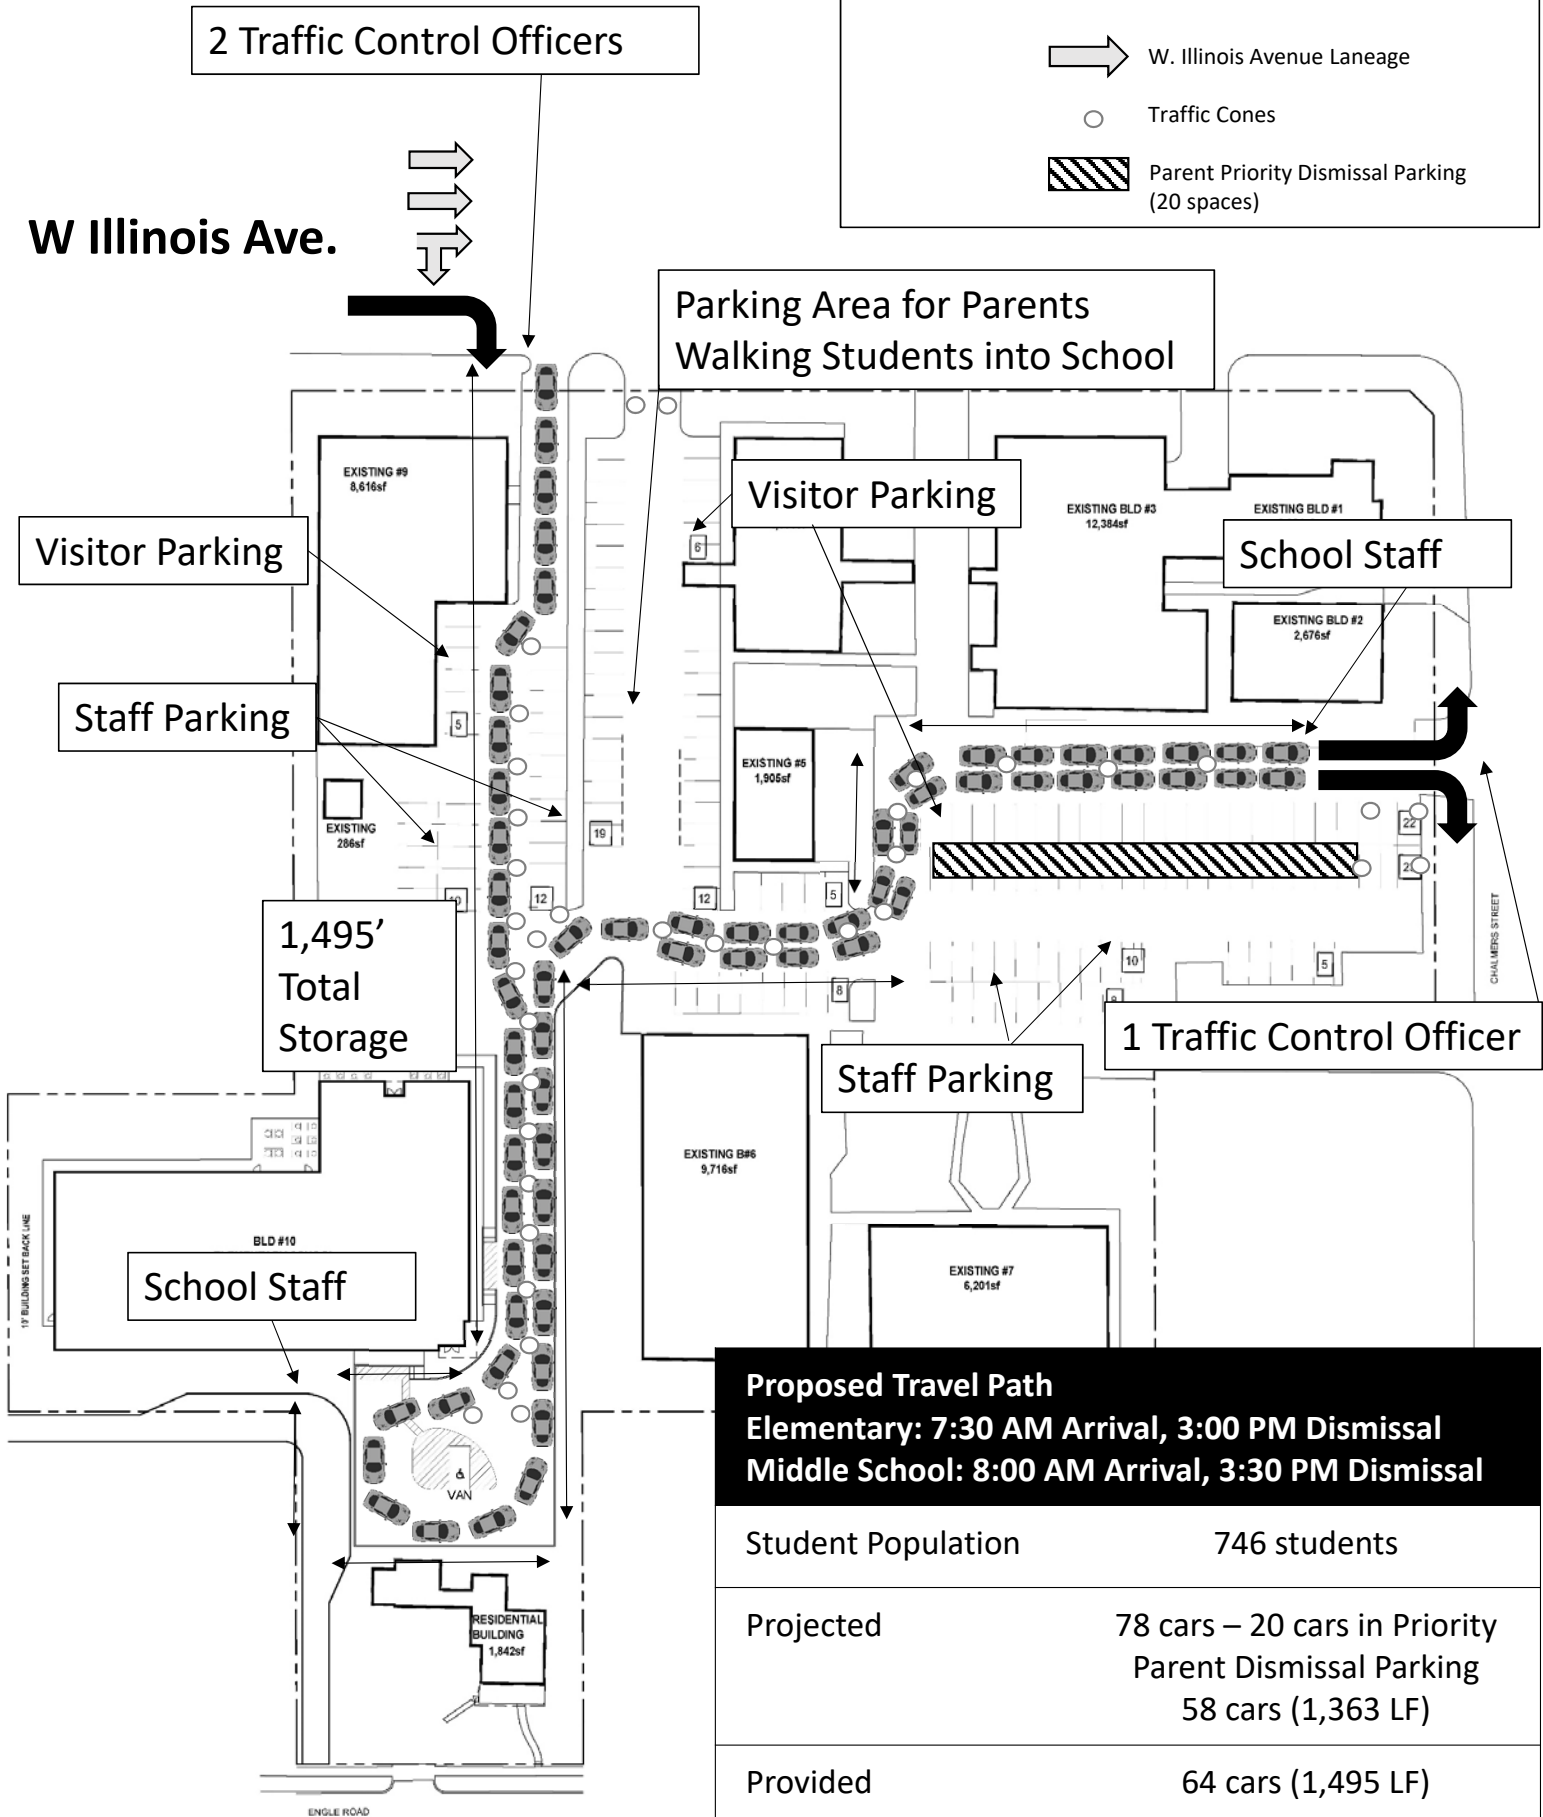 2 Traffic Control Officers
W. Illinois Avenue Laneage
Traffic Cones
Parent Priority Dismissal Parking
(20 spaces)
W Illinois Ave.
Parking Area for Parents
Walking Students into School
EXISTING #9
8,616sf
Visitor Parking
6
EXISTING BLD #3
12,384sf
EXISTING BLD #1
School Staff
Visitor Parking
EXISTING BLD #2
2,676sf
Staff Parking
5
EXISTING #5
1,905sf
EXISTING
286sf
19
22
12
12
5
1,495’
Total
Storage
CHALMERS STREET
10
5
8
1 Traffic Control Officer
Staff Parking
EXISTING B#6
9,716sf
10' BUILDING SET BACK LINE
BLD #10
School Staff
EXISTING #7
6,201sf
VAN
Proposed Travel Path
Elementary: 7:30 AM Arrival, 3:00 PM Dismissal
Middle School: 8:00 AM Arrival, 3:30 PM Dismissal
Student Population 746 students
Projected 78 cars – 20 cars in Priority
Parent Dismissal Parking
58 cars (1,363 LF)
Provided 64 cars (1,495 LF)
RESIDENTIAL
BUILDING
1,842sf
ENGLE ROAD